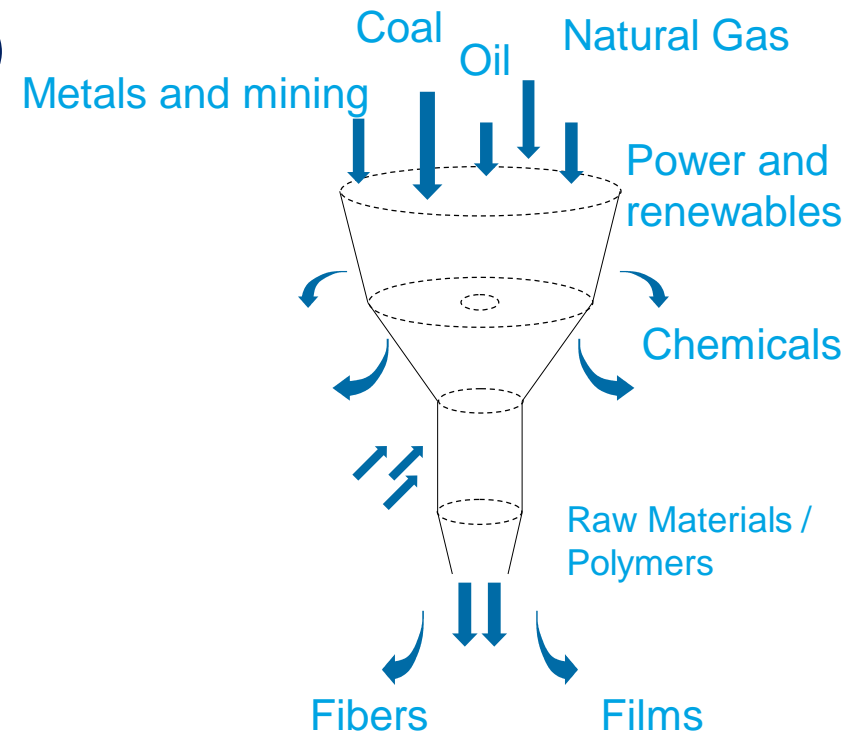 Coal
Oil
Natural Gas
Metals and mining
Power and
renewables
Chemicals
Raw Materials /
Polymers
Fibers
Films